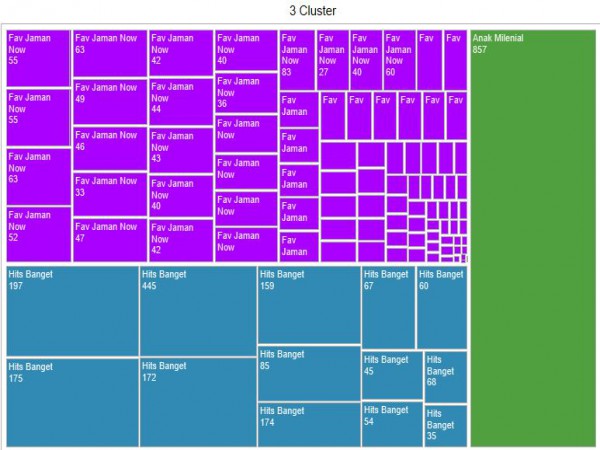 3 Cluster
Fav Jaman
Now
55
Fav Jaman
Now
55
Fav Jaman
Now
63
Fav Jaman
Now
52
Fav Jaman Now
63
Fav Jaman Now
49
Fav Jaman Now
46
Fav Jaman Now
33
Fav Jaman Now
47
Fav Jaman
Now
42
Fav Jaman
Now
44
Fav Jaman
Now
43
Fav Jaman
Now
40
Fav Jaman
Now
42
Fav Jaman
Now
40
Fav Jaman
Now
36
Fav Jaman
Now
Fav Jaman
Now
Fav Jaman
Now
Fav Jaman
Now
Fav
Jaman
Now
83
Fav
Jaman
Now
27
Fav
Jaman
Now
40
Fav
Jaman
Now
60
Fav
Fav
Fav
Jaman
Fav
Jaman
Fav
Jaman
Fav
Jaman
Fav
Jaman
Fav
Fav
Fav
Fav
Fav
Fav
Anak Milenial
857
Hits Banget
197
Hits Banget
175
Hits Banget
445
Hits Banget
172
Hits Banget
159
Hits Banget
85
Hits Banget
174
Hits Banget
67
Hits Banget
60
Hits Banget
45
Hits Banget
54
Hits
Banget
68
Hits
Banget
35